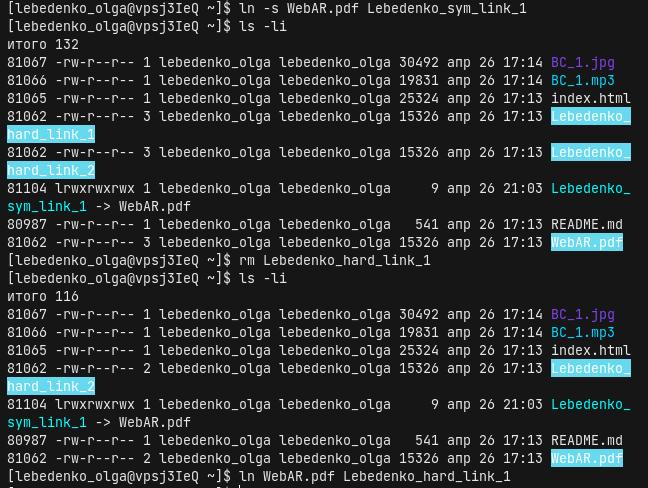 [lebedenko_olga@vpsj3IeQ ~]$ ln -s WebAR.pdf Lebedenko_sym_link_1
[lebedenko_olga@vpsj3IeQ ~]$ ls -li
итого 132
81067 -rw-r--r-- 1 lebedenko_olga lebedenko_olga 30492 апр 26 17:14 BC_1.jpg
81066 -rw-r--r-- 1 lebedenko_olga lebedenko_olga 19831 апр 26 17:14 BC_1.mp3
81065 -rw-r--r-- 1 lebedenko_olga lebedenko_olga 25324 апр 26 17:13 index.html
81062 -rw-r--r-- 3 lebedenko_olga lebedenko_olga 15326 апр 26 17:13 Lebedenko_
hard_link_1
81062 -rw-r--r-- 3 lebedenko_olga lebedenko_olga 15326 апр 26 17:13 Lebedenko_
hard_link_2
81104 lrwxrwxrwx 1 lebedenko_olga lebedenko_olga     9 апр 26 21:03 Lebedenko_
sym_link_1 -> WebAR.pdf
80987 -rw-r--r-- 1 lebedenko_olga lebedenko_olga   541 апр 26 17:13 README.md
81062 -rw-r--r-- 3 lebedenko_olga lebedenko_olga 15326 апр 26 17:13 WebAR.pdf
[lebedenko_olga@vpsj3IeQ ~]$ rm Lebedenko_hard_link_1
[lebedenko_olga@vpsj3IeQ ~]$ ls -li
итого 116
81067 -rw-r--r-- 1 lebedenko_olga lebedenko_olga 30492 апр 26 17:14 BC_1.jpg
81066 -rw-r--r-- 1 lebedenko_olga lebedenko_olga 19831 апр 26 17:14 BC_1.mp3
81065 -rw-r--r-- 1 lebedenko_olga lebedenko_olga 25324 апр 26 17:13 index.html
81062 -rw-r--r-- 2 lebedenko_olga lebedenko_olga 15326 апр 26 17:13 Lebedenko_
hard_link_2
81104 lrwxrwxrwx 1 lebedenko_olga lebedenko_olga     9 апр 26 21:03 Lebedenko_
sym_link_1 -> WebAR.pdf
80987 -rw-r--r-- 1 lebedenko_olga lebedenko_olga   541 апр 26 17:13 README.md
81062 -rw-r--r-- 2 lebedenko_olga lebedenko_olga 15326 апр 26 17:13 WebAR.pdf
[lebedenko_olga@vpsj3IeQ ~]$ ln WebAR.pdf Lebedenko_hard_link_1